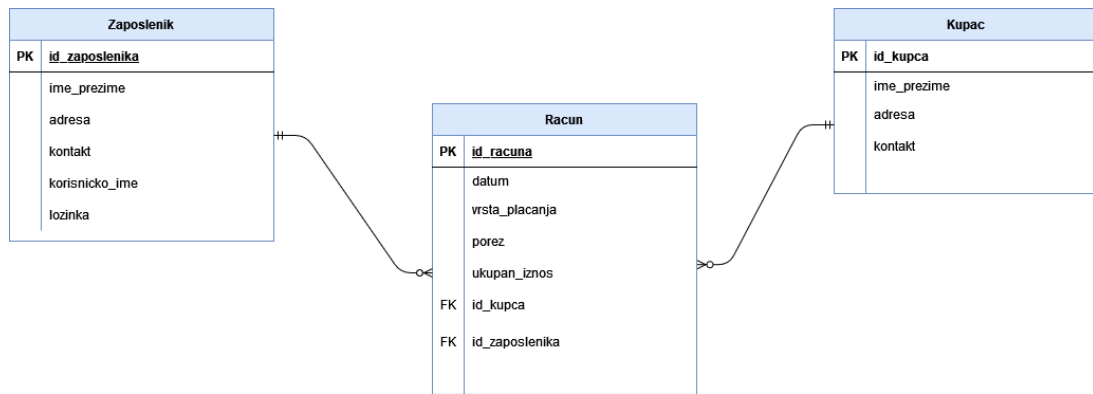 Zaposlenik
PK id_zaposlenika
ime_prezime
adresa
kontakt
korisnicko_ime
lozinka
Racun
PK id_racuna
datum
vrsta_placanja
porez
ukupan_iznos
FK id_kupca
FK id_zaposlenika
Kupac
PK id_kupca
ime_prezime
adresa
kontakt